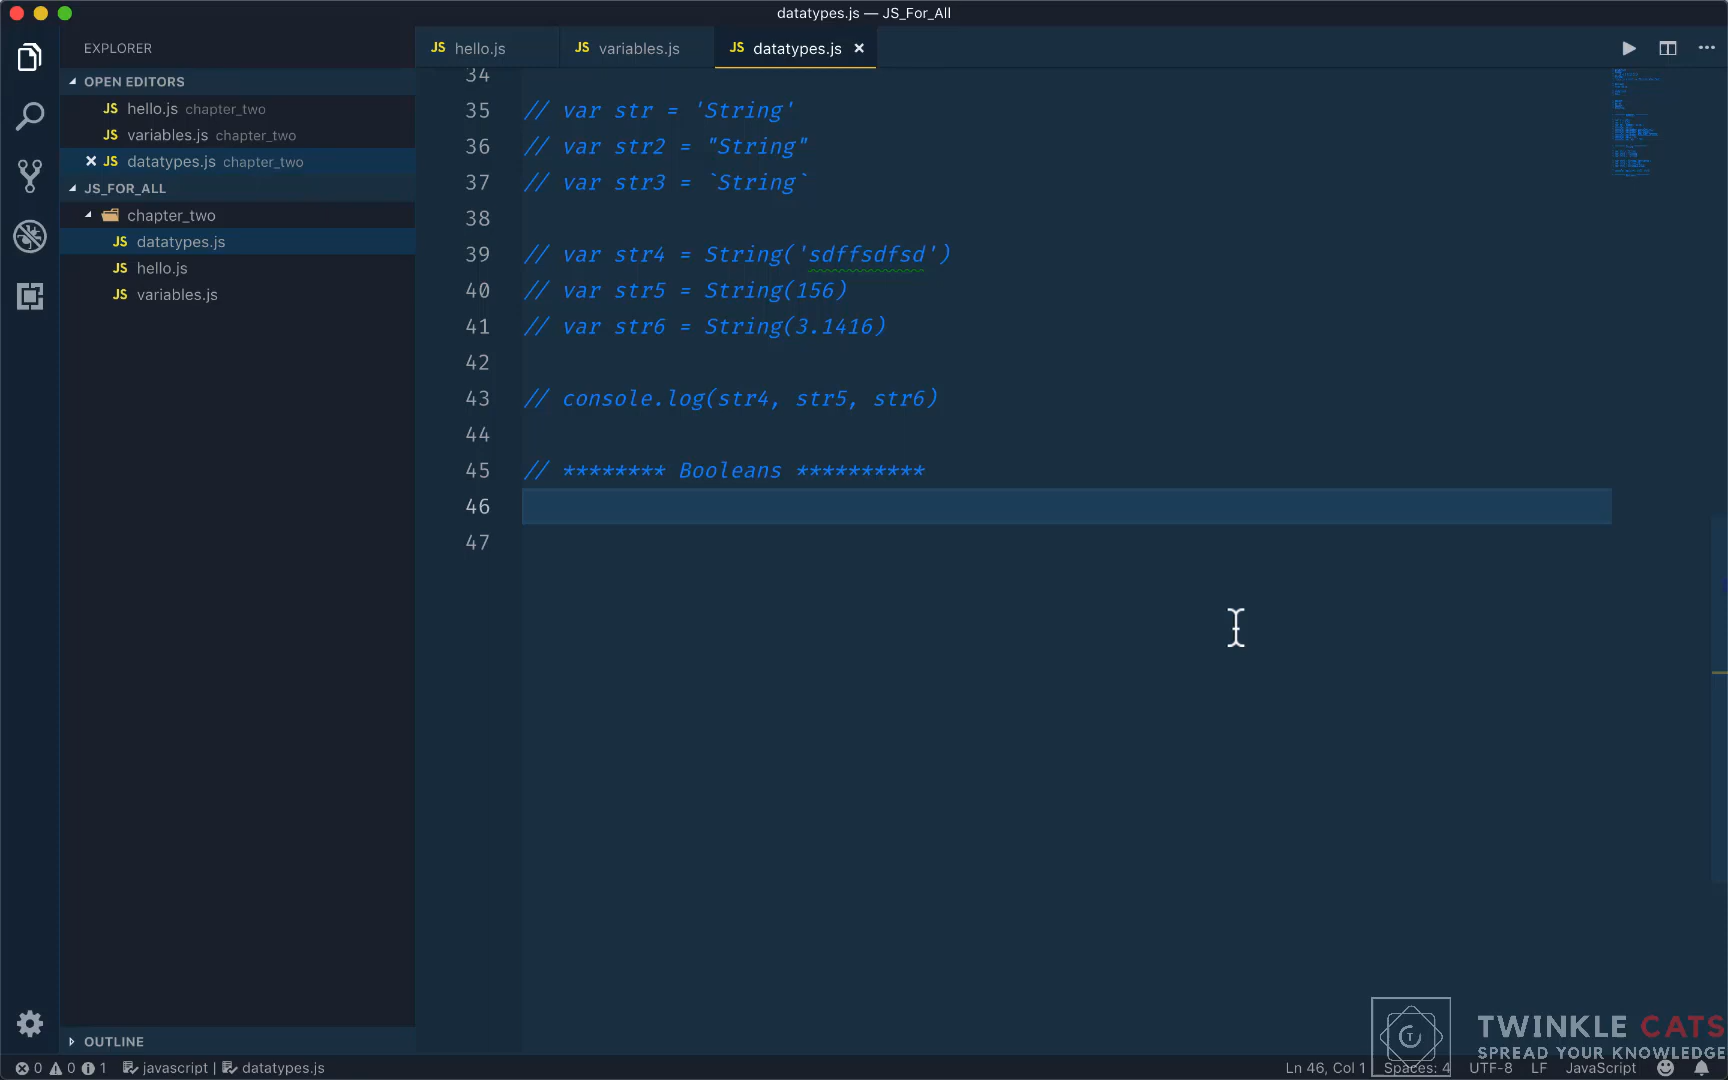 datatypes.js — JS_For_All
EXPLORER
OPEN EDITORS
JS hello.js chapter_two
JS variables.js chapter_two
JS datatypes.js chapter_two
JS_FOR_ALL
chapter_two
JS datatypes.js
JS hello.js
JS variables.js
OUTLINE
JS hello.js
JS variables.js
JS datatypes.js
34
35 // var str = 'String'
36 // var str2 = "String"
37 // var str3 = `String`
38
39 // var str4 = String('sdffsdfsd')
40 // var str5 = String(156)
41 // var str6 = String(3.1416)
42
43 // console.log(str4, str5, str6)
44
45 // ******** Booleans **********
46
47
TWINKLE CATS
SPREAD YOUR KNOWLEDGE
0 0 1 javascript | datatypes.js
Ln 46, Col 1 Spaces: 4 UTF-8 LF JavaScript